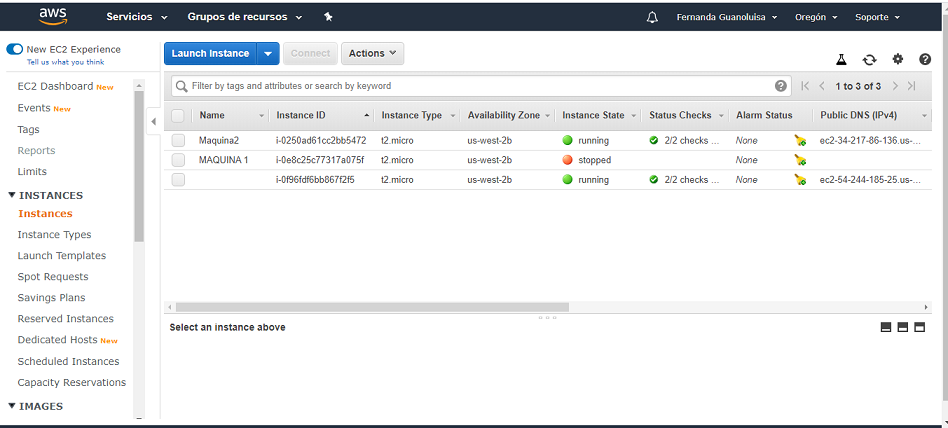 aws Servicios Grupos de recursos Fernanda Guanoluisa Oregón Soporte
New EC2 Experience
Tell us what you think
EC2 Dashboard New
Events New
Tags
Reports
Limits
INSTANCES
Instances
Instance Types
Launch Templates
Spot Requests
Savings Plans
Reserved Instances
Dedicated Hosts New
Scheduled Instances
Capacity Reservations
IMAGES
Launch Instance Connect Actions
Filter by tags and attributes or search by keyword 1 to 3 of 3
Name Instance ID Instance Type Availability Zone Instance State Status Checks Alarm Status Public DNS (IPv4)
Maquina2 i-0250ad61cc2bb5472 t2.micro us-west-2b running 2/2 checks ... None ec2-34-217-86-136.us-...
MAQUINA 1 i-0e8c25c77317a075f t2.micro us-west-2b stopped None
i-0f96fdf6bb867f2f5 t2.micro us-west-2b running 2/2 checks ... None ec2-54-244-185-25.us-...
Select an instance above